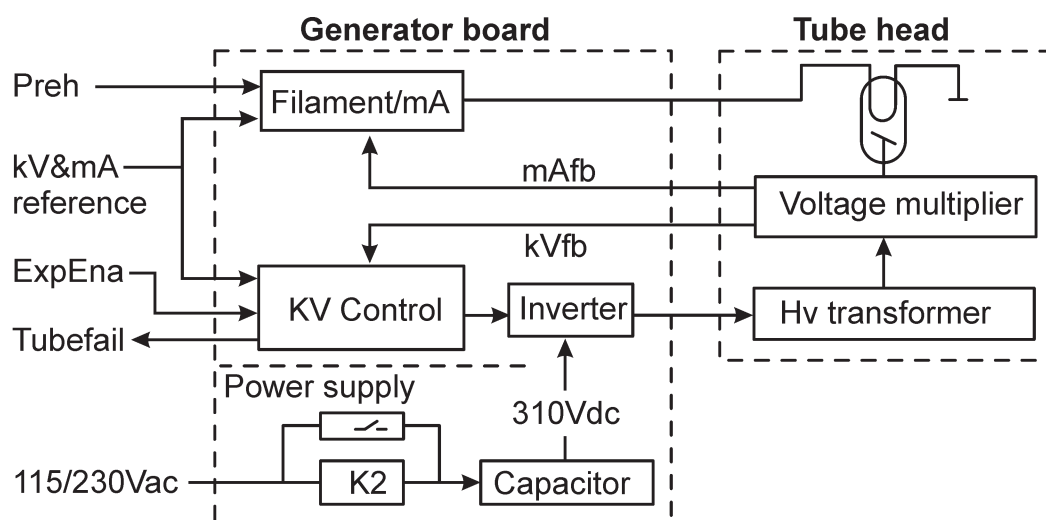 Generator board
Tube head
Preh
Filament/mA
kV&mA
reference
mAfb
Voltage multiplier
kVfb
ExpEna
KV Control
Inverter
Hv transformer
Tubefail
Power supply
310Vdc
115/230Vac
K2
Capacitor